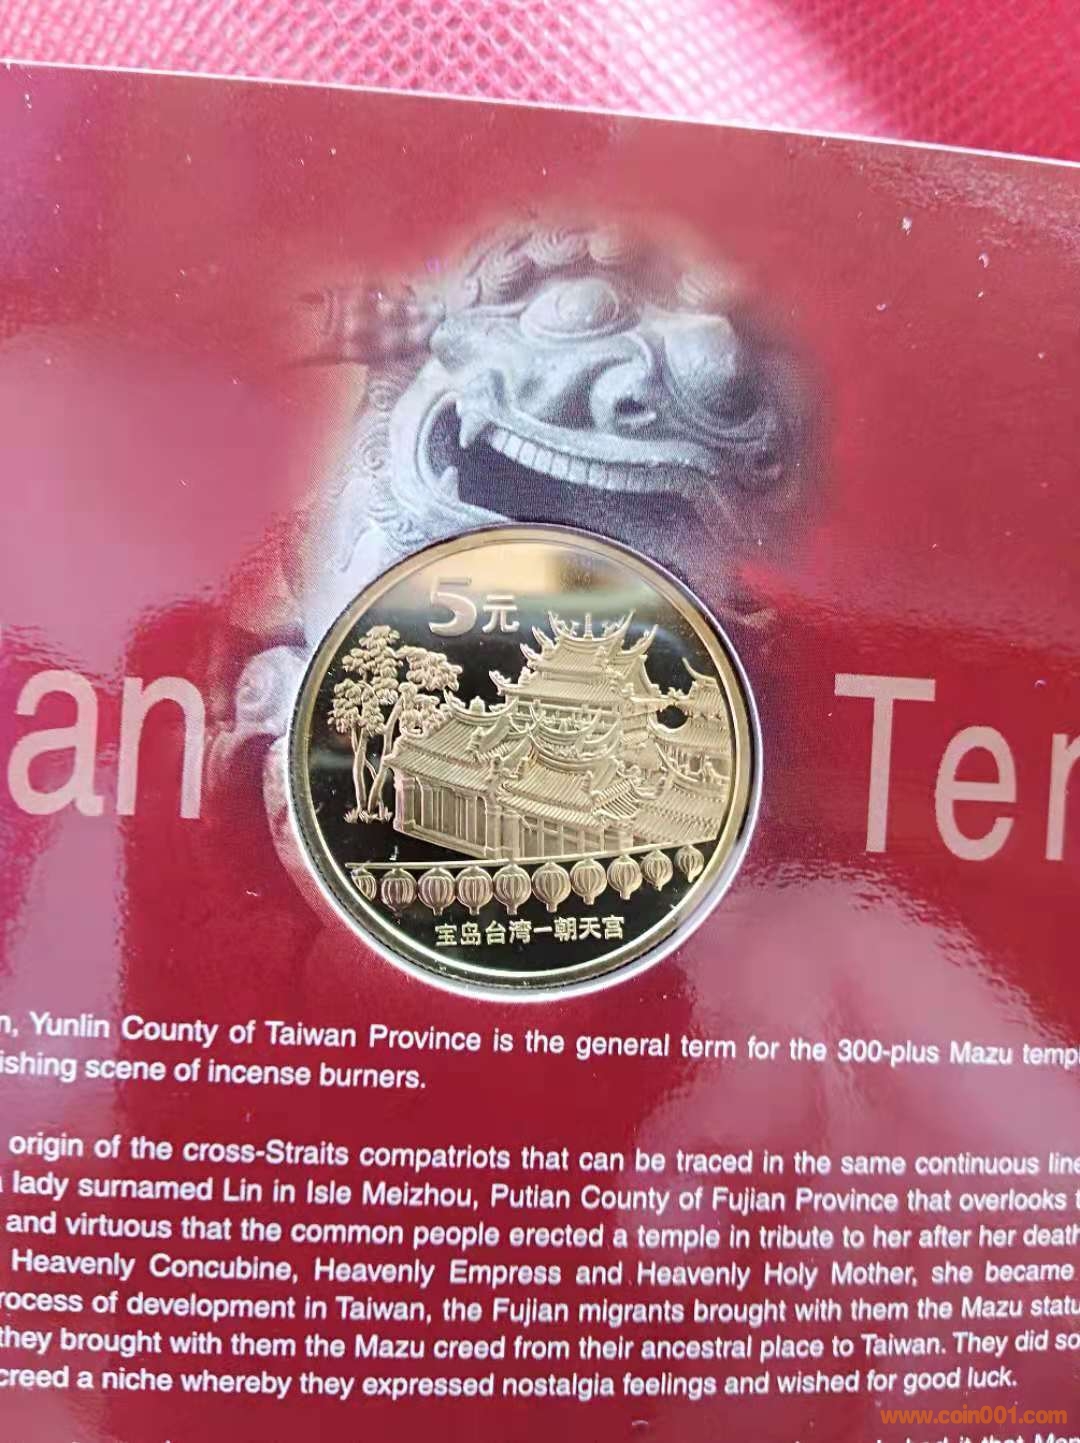 5元
an Te
宝岛台湾一朝天宫
Yunlin County of Taiwan Province is the general term for the 300-plus Mazu
scene of incense burners.
origin of the cross-Straits compatriots that can be traced in the same continuous
lady surnamed Lin in Isle Meizhou, Putian County of Fujian Province that overlooks
and virtuous that the common people erected a temple in tribute to her after her death
Heavenly Concubine, Heavenly Empress and Heavenly Holy Mother, she became
of development in Taiwan, the Fujian migrants brought with them the Mazu
they brought with them the Mazu creed from their ancestral place to Taiwan. They did so
creed a niche whereby they expressed nostalgia feelings and wished for good luck.
www.coin001.com